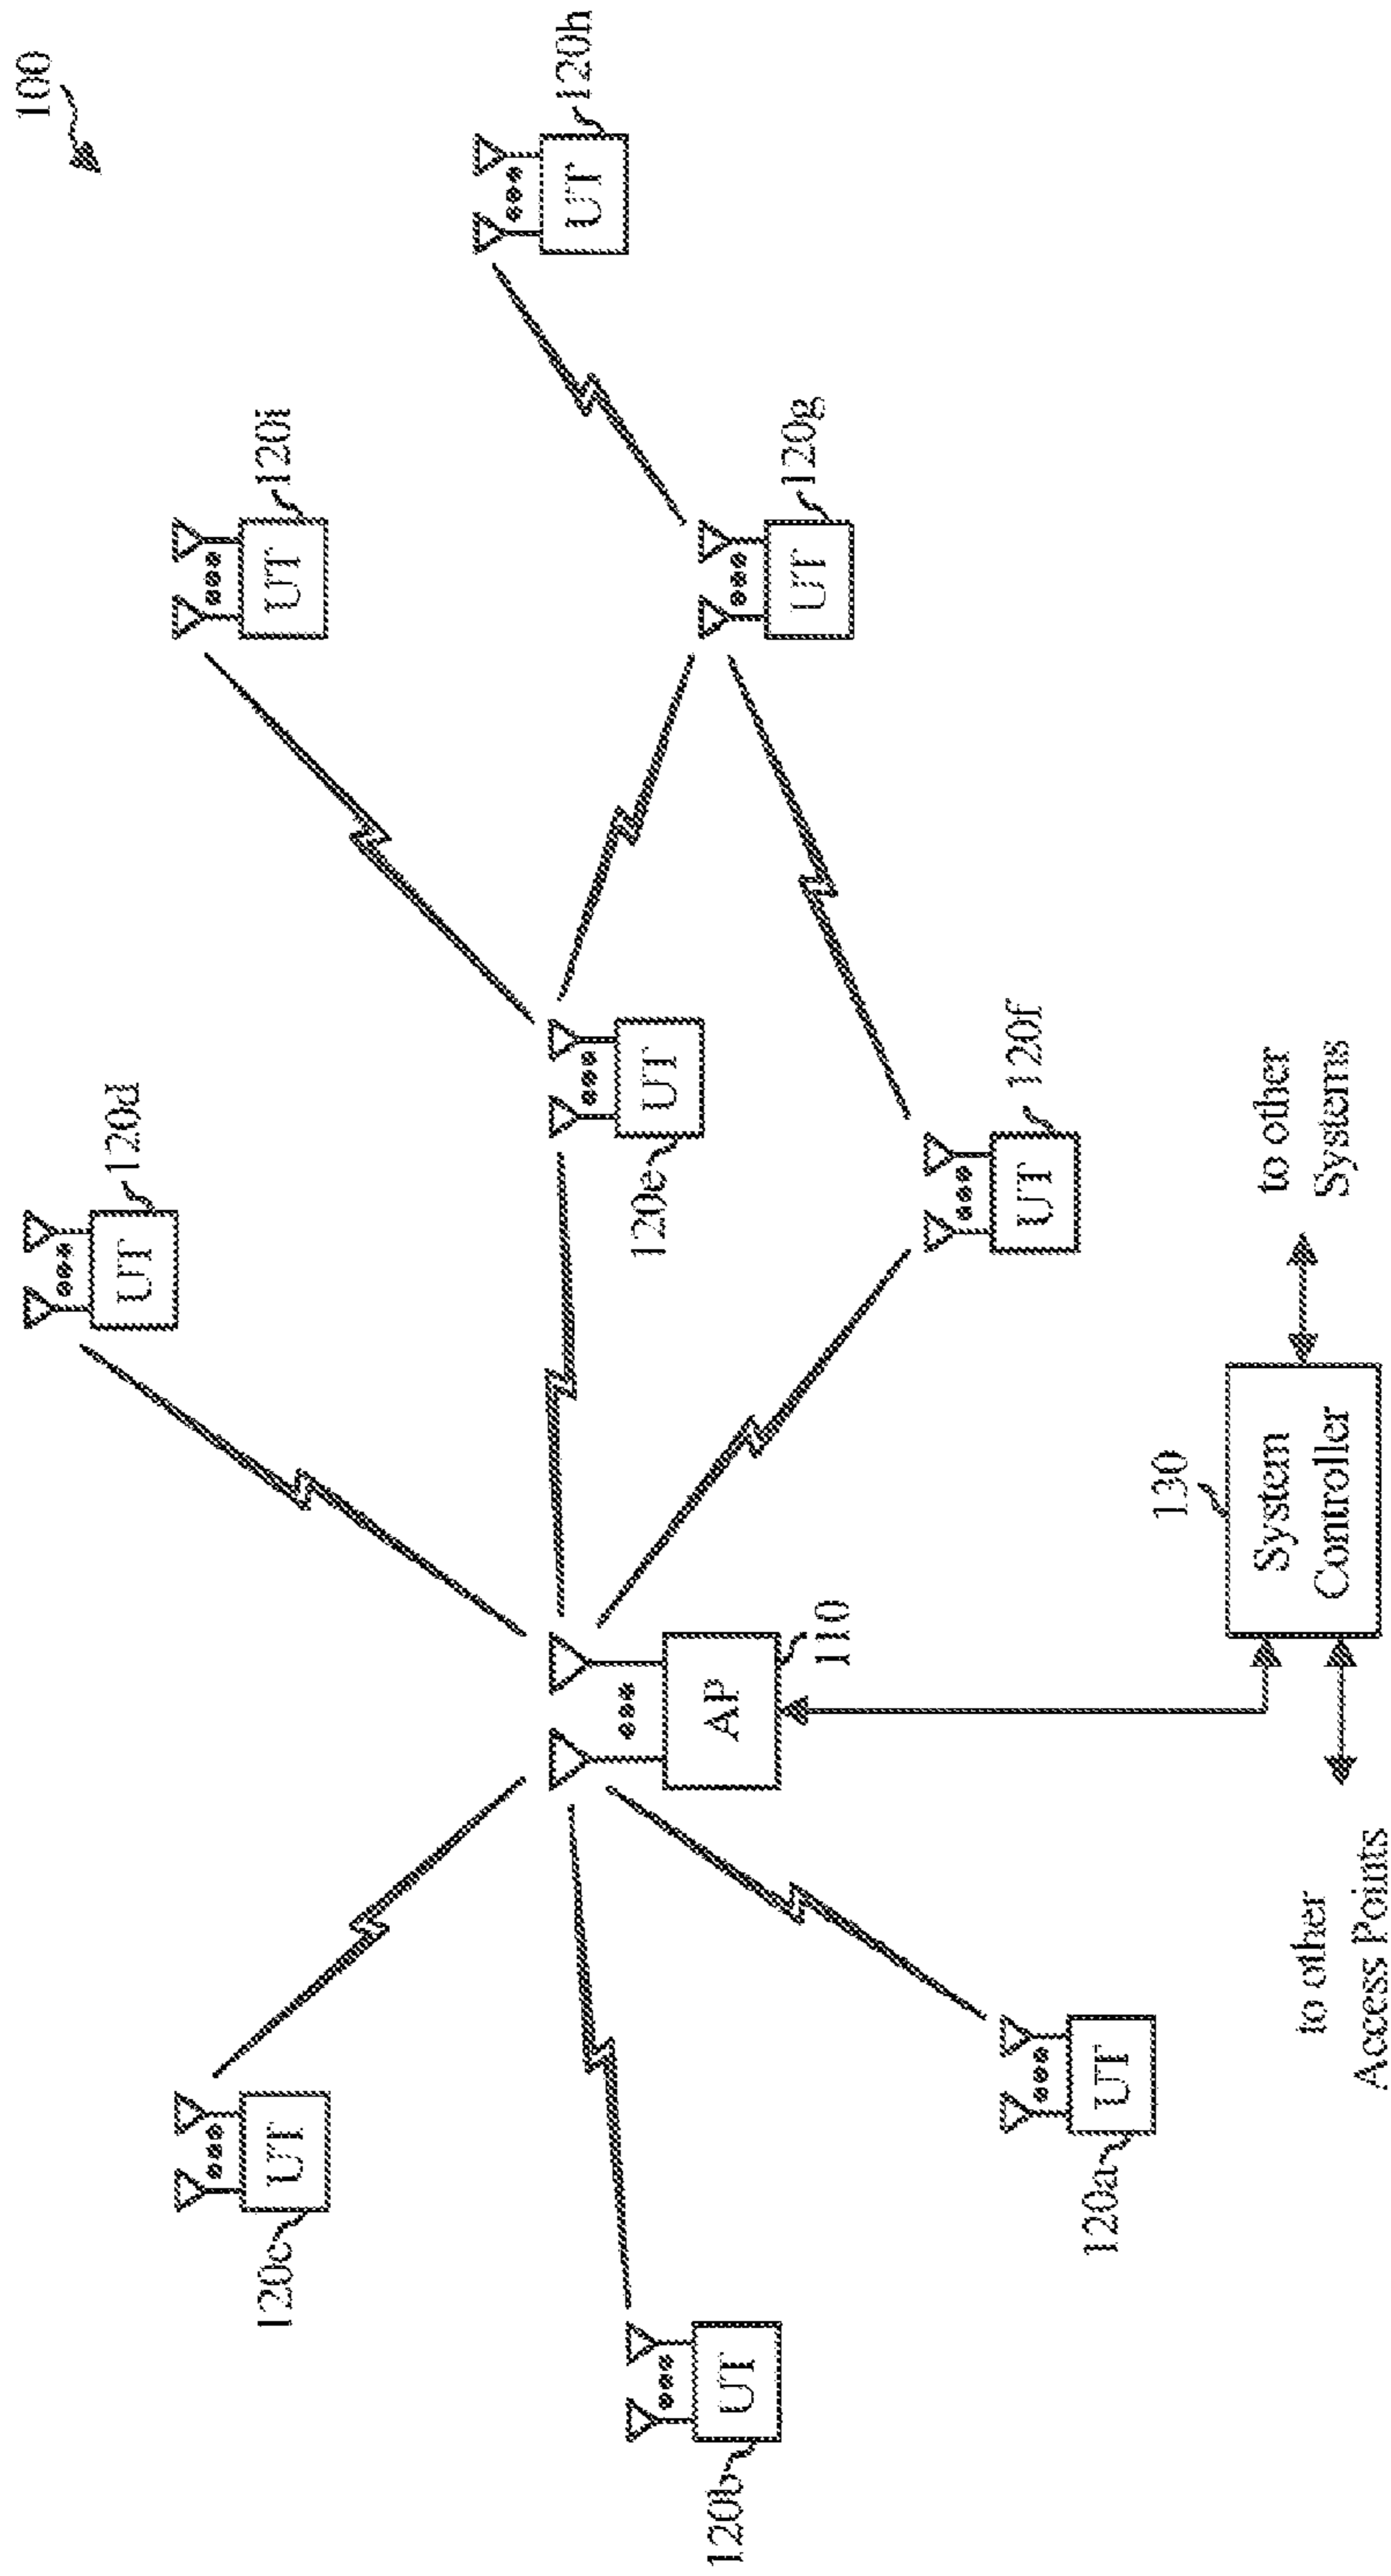 100
120d
UT
120i
UT
120h
UT
120c
UT
120e
UT
120g
UT
120b
UT
AP
110
120f
UT
120a
UT
130
System
Controller
to other
Systems
to other
Access Points